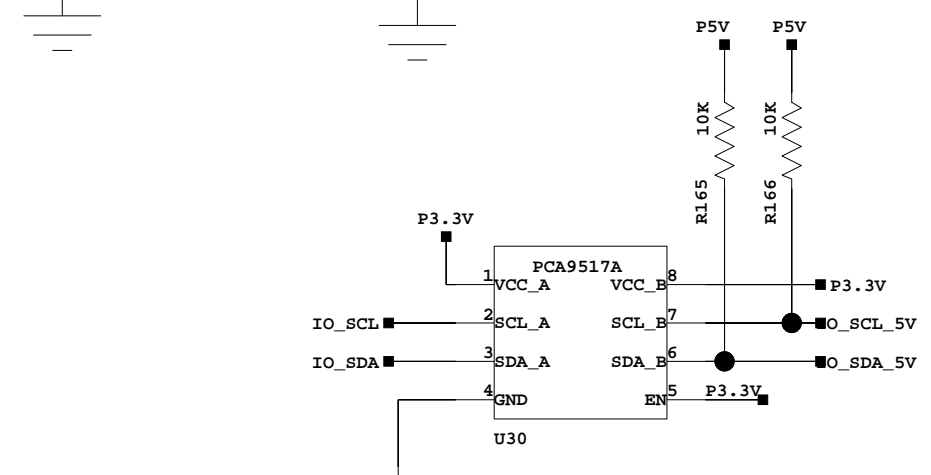 P5V P5V
10K 10K
R165 R166
P3.3V
PCA9517A
1 VCC_A VCC_B 8 P3.3V
IO_SCL 2 SCL_A SCL_B 7 O_SCL_5V
IO_SDA 3 SDA_A SDA_B 6 O_SDA_5V
4 GND EN 5 P3.3V
U30